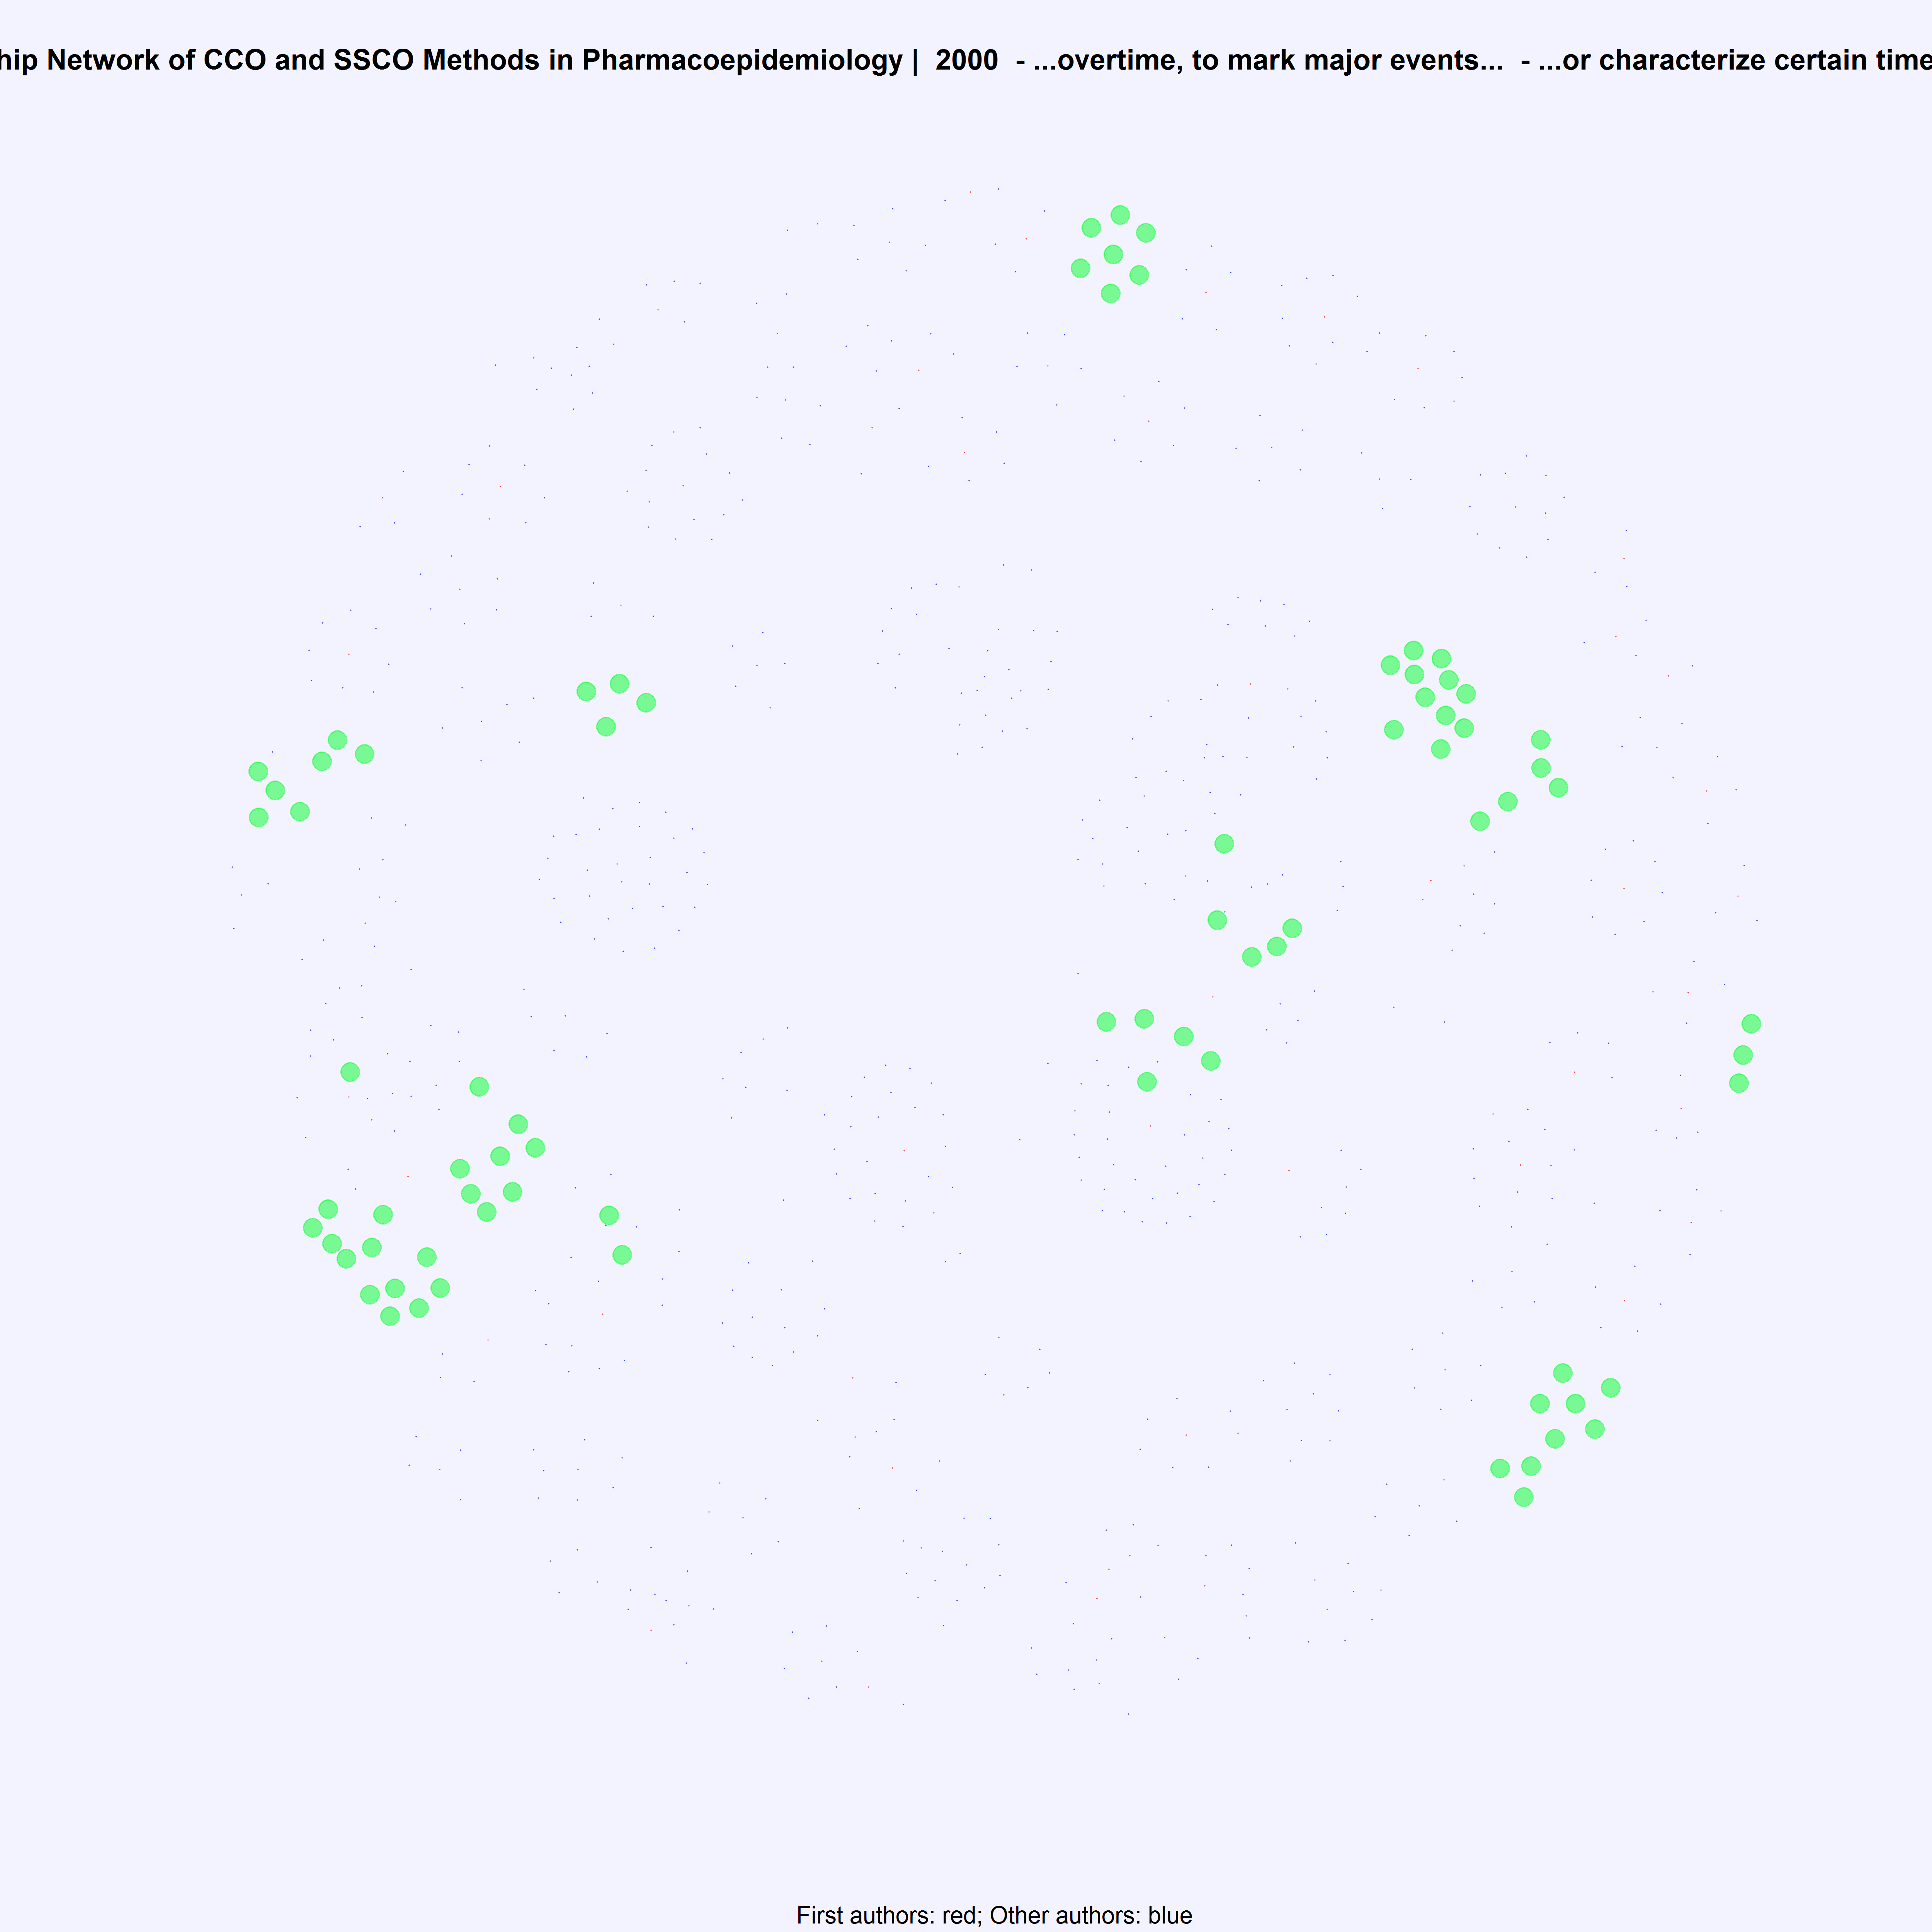 hip Network of CCO and SSCO Methods in Pharmacoepidemiology | 2000 - ...overtime, to mark major events... - ...or characterize certain time
First authors: red; Other authors: blue